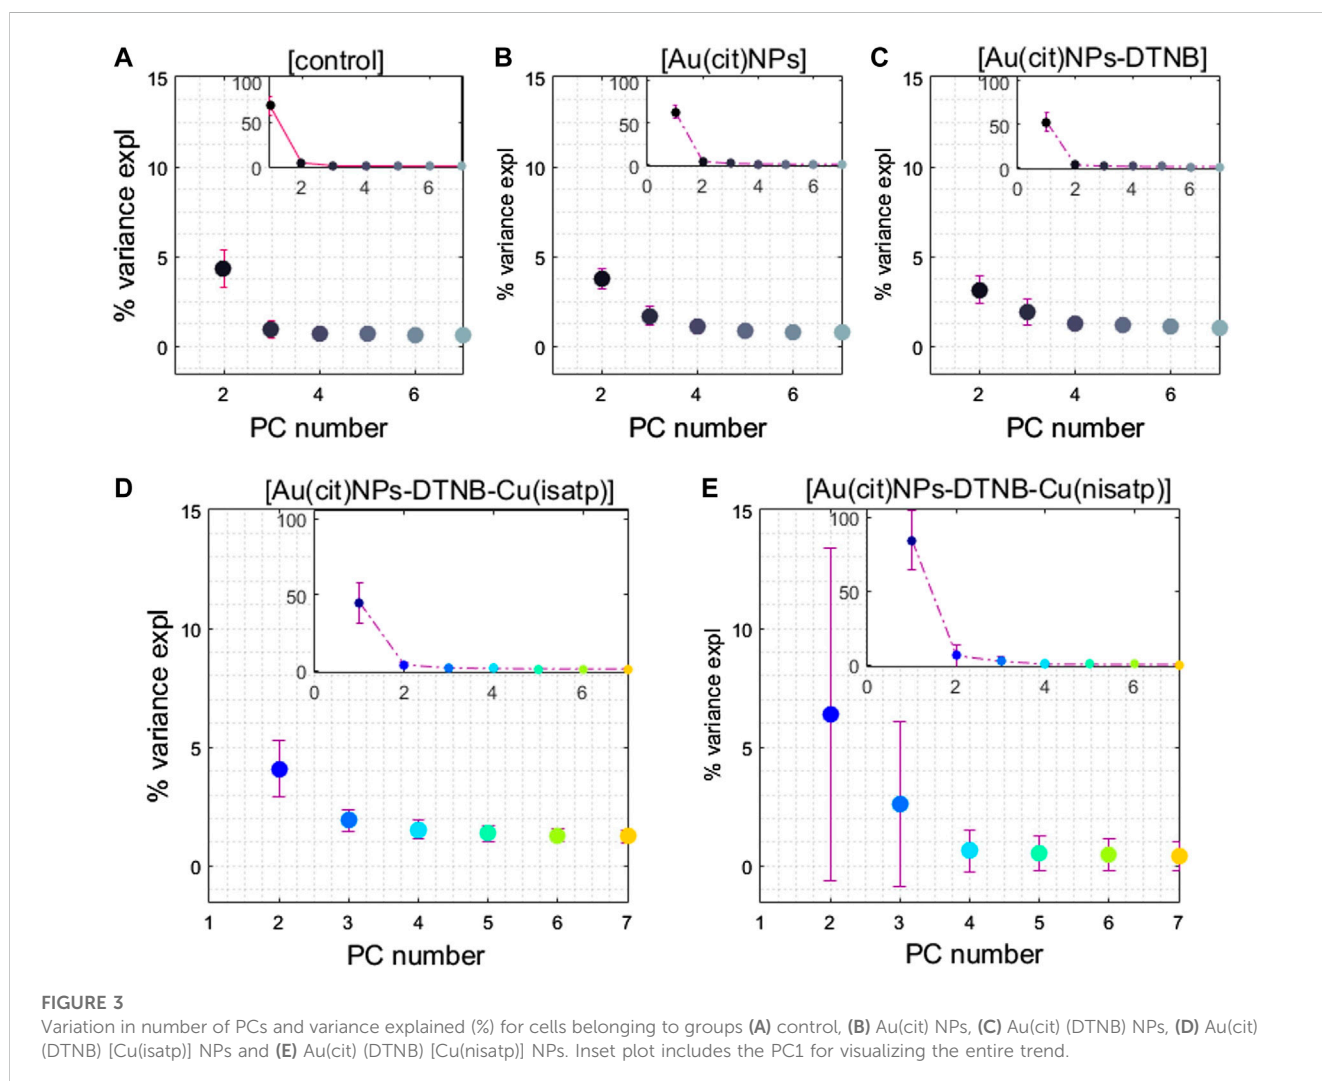 A
[control]
15
10
5
0
% variance expl
100
50
0
2
4
6
2
4
6
PC number
B
[Au(cit)NPs]
15
10
5
0
% variance expl
100
50
0
0
2
4
6
2
4
6
PC number
C
[Au(cit)NPs-DTNB]
15
10
5
0
% variance expl
100
50
0
0
2
4
6
2
4
6
PC number
D
[Au(cit)NPs-DTNB-Cu(isatp)]
15
10
5
0
% variance expl
100
50
0
0
2
4
6
1 2 3 4 5 6 7
PC number
E
[Au(cit)NPs-DTNB-Cu(nisatp)]
15
10
5
0
% variance expl
100
50
0
0
2
4
6
1 2 3 4 5 6 7
PC number
FIGURE 3
Variation in number of PCs and variance explained (%) for cells belonging to groups (A) control, (B) Au(cit) NPs, (C) Au(cit) (DTNB) NPs, (D) Au(cit)
(DTNB) [Cu(isatp)] NPs and (E) Au(cit) (DTNB) [Cu(nisatp)] NPs. Inset plot includes the PC1 for visualizing the entire trend.